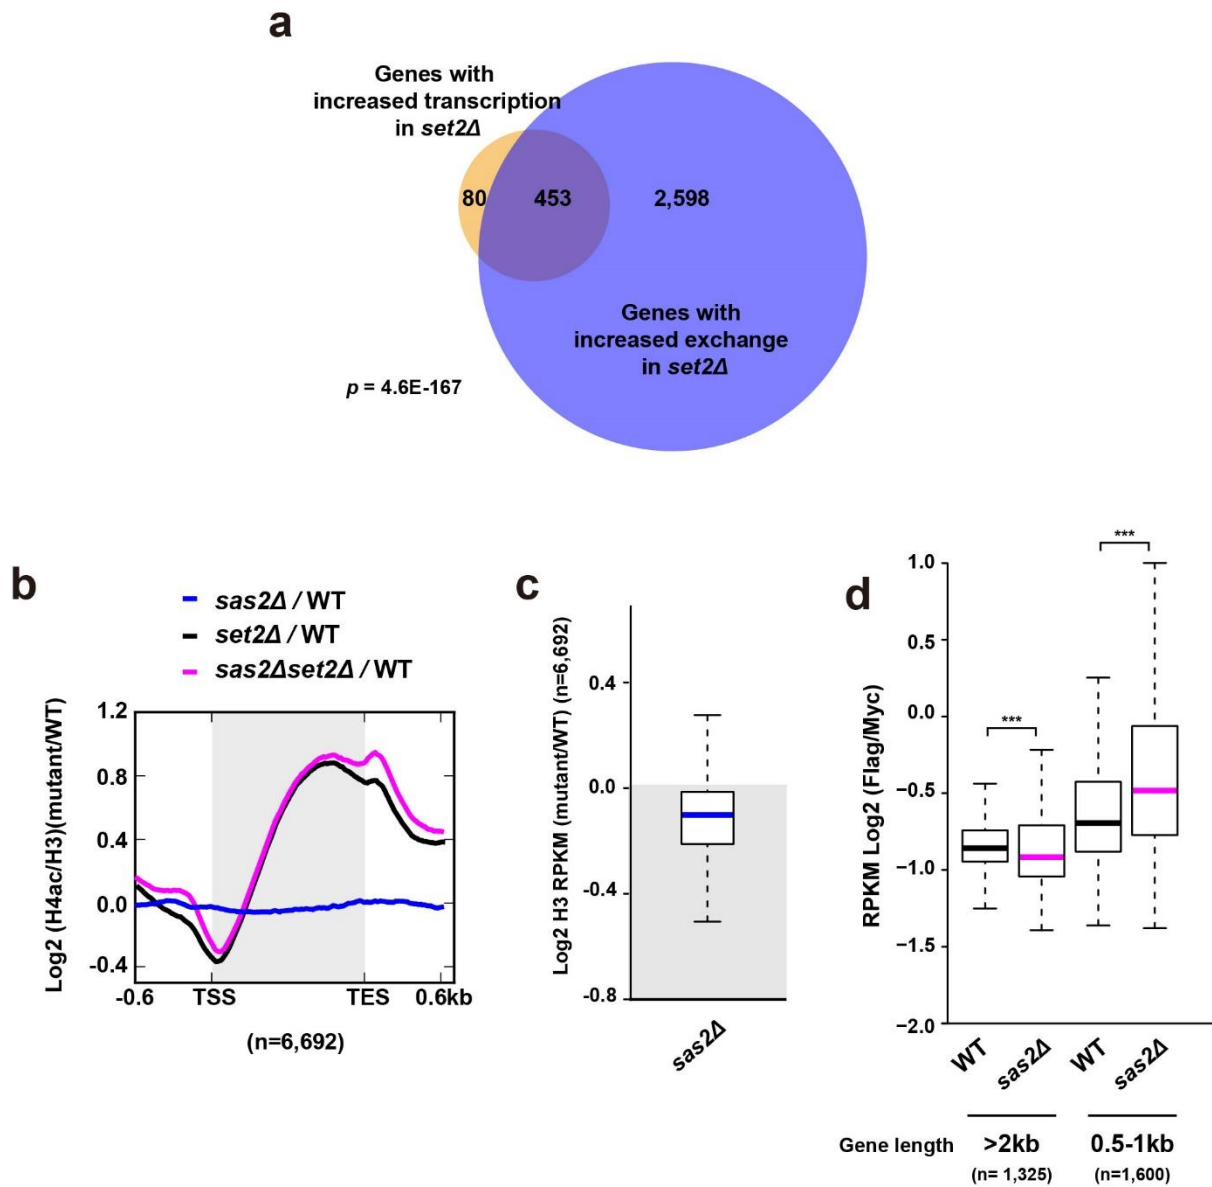 a
Genes with
increased transcription
in set2Δ
80
453
2,598
Genes with
increased exchange
in set2Δ
p = 4.6E-167
b
sas2Δ / WT
set2Δ / WT
sas2Δset2Δ / WT
Log2 (H4ac/H3)(mutant/WT)
1.2
0.8
0.4
0.0
-0.4
-0.6
TSS
TES
0.6kb
(n=6,692)
c
Log2 H3 RPKM (mutant/WT) (n=6,692)
0.4
0.0
-0.4
-0.8
sas2Δ
d
RPKM Log2 (Flag/Myc)
1.0
0.5
0.0
−0.5
−1.0
−1.5
−2.0
***
***
WT
sas2Δ
WT
sas2Δ
Gene length
>2kb
0.5-1kb
(n= 1,325)
(n=1,600)